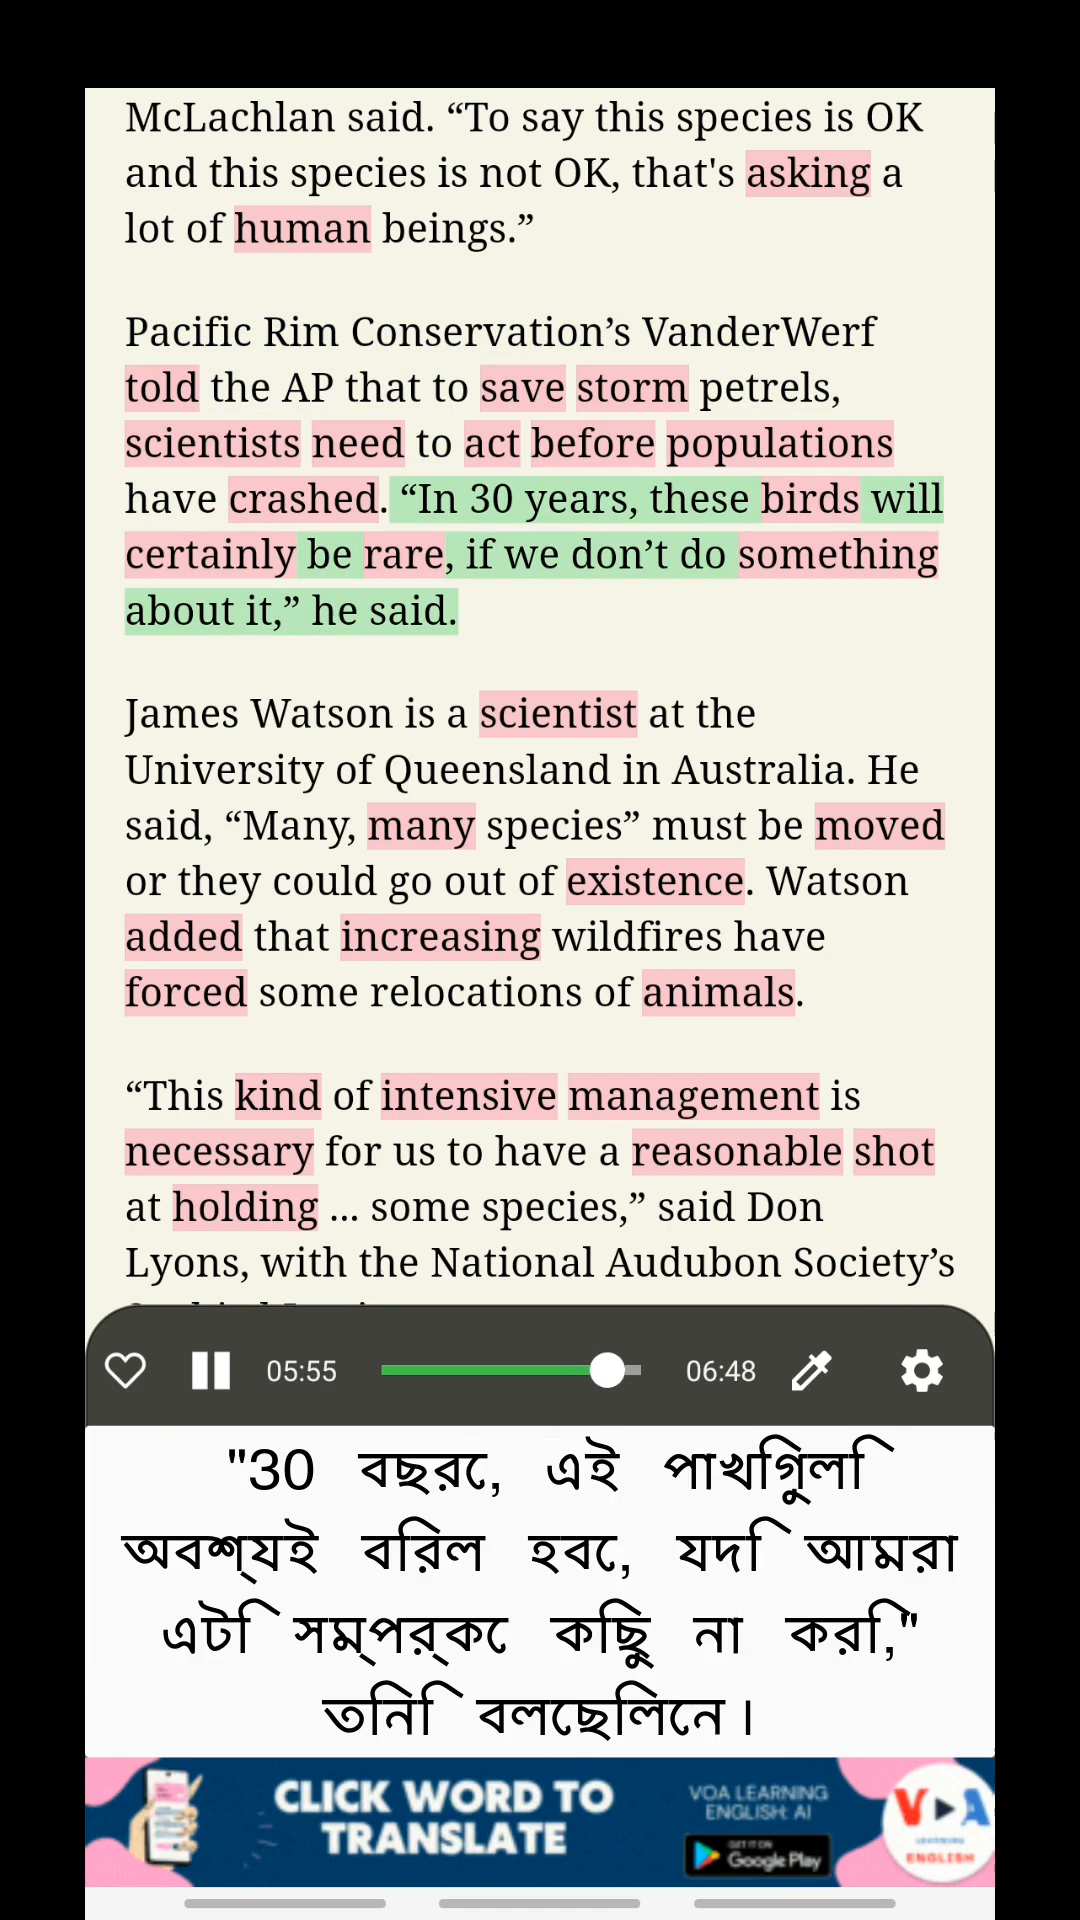 McLachlan said. “To say this species is OK
and this species is not OK, that's asking a
lot of human beings.”
Pacific Rim Conservation’s VanderWerf
told the AP that to save storm petrels,
scientists need to act before populations
have crashed. “In 30 years, these birds will
certainly be rare, if we don’t do something
about it,” he said.
James Watson is a scientist at the
University of Queensland in Australia. He
said, “Many, many species” must be moved
or they could go out of existence. Watson
added that increasing wildfires have
forced some relocations of animals.
“This kind of intensive management is
necessary for us to have a reasonable shot
at holding ... some species,” said Don
Lyons, with the National Audubon Society’s
05:55 06:48
"30 বছরে, এই পাখিগুলি
অবশ্যই বিরল হবে, যদি আমরা
এটি সম্পর্কে কিছু না করি,"
তিনি বলেছিলেন।
CLICK WORD TO
TRANSLATE
VOA LEARNING
ENGLISH: AI
GET IT ON
Google Play
VOA
LEARNING
ENGLISH